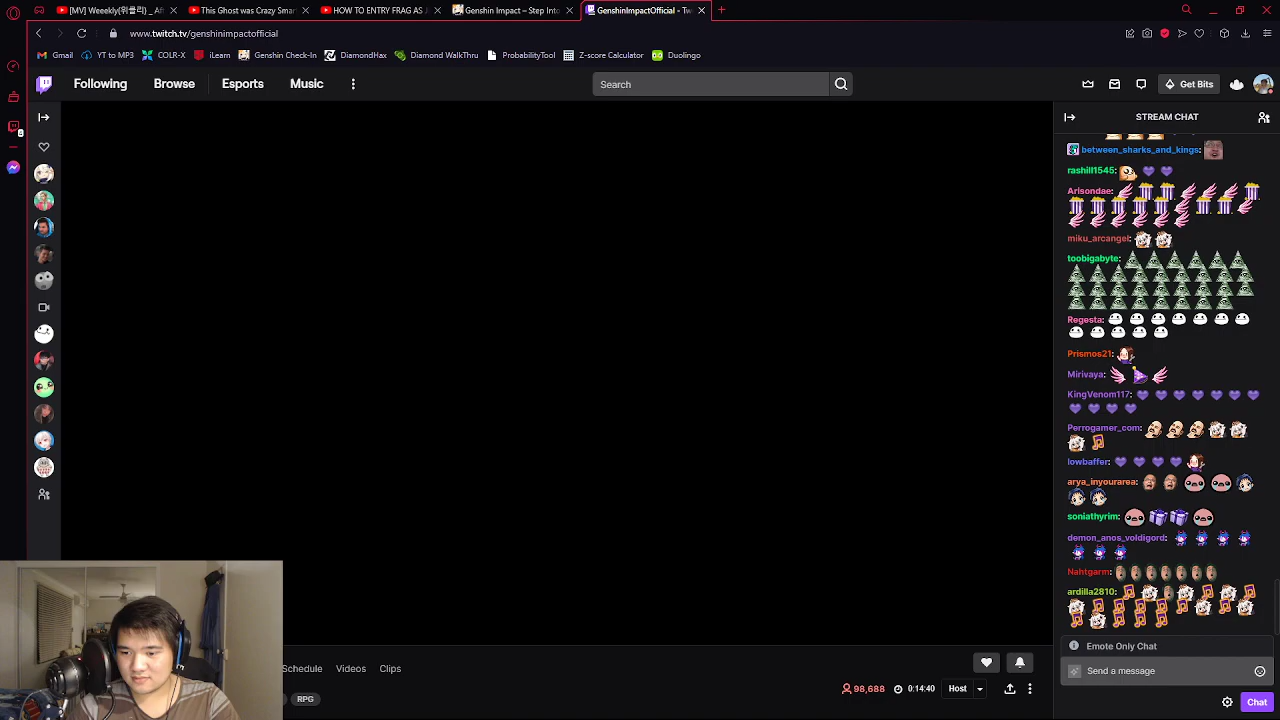 [MV] Weeekly(위클리) _ Aft
This Ghost was Crazy Smar
HOW TO ENTRY FRAG AS J
Genshin Impact – Step Into
GenshinImpactOfficial - Tw
www.twitch.tv/genshinimpactofficial
Gmail
YT to MP3
COLR-X
iLearn
Genshin Check-In
DiamondHax
Diamond WalkThru
ProbabilityTool
Z-score Calculator
Duolingo
Following
Browse
Esports
Music
Search
Get Bits
STREAM CHAT
between_sharks_and_kings:
rashill1545:
Arisondae:
miku_arcangel:
toobigabyte:
Regesta:
Prismos21:
Mirivaya:
KingVenom117:
Perrogamer_com:
lowbaffer:
arya_inyourarea:
soniathyrim:
demon_anos_voldigord:
Nahtgarm:
ardilla2810:
Emote Only Chat
Send a message
Chat
Schedule
Videos
Clips
RPG
98,688
0:14:40
Host